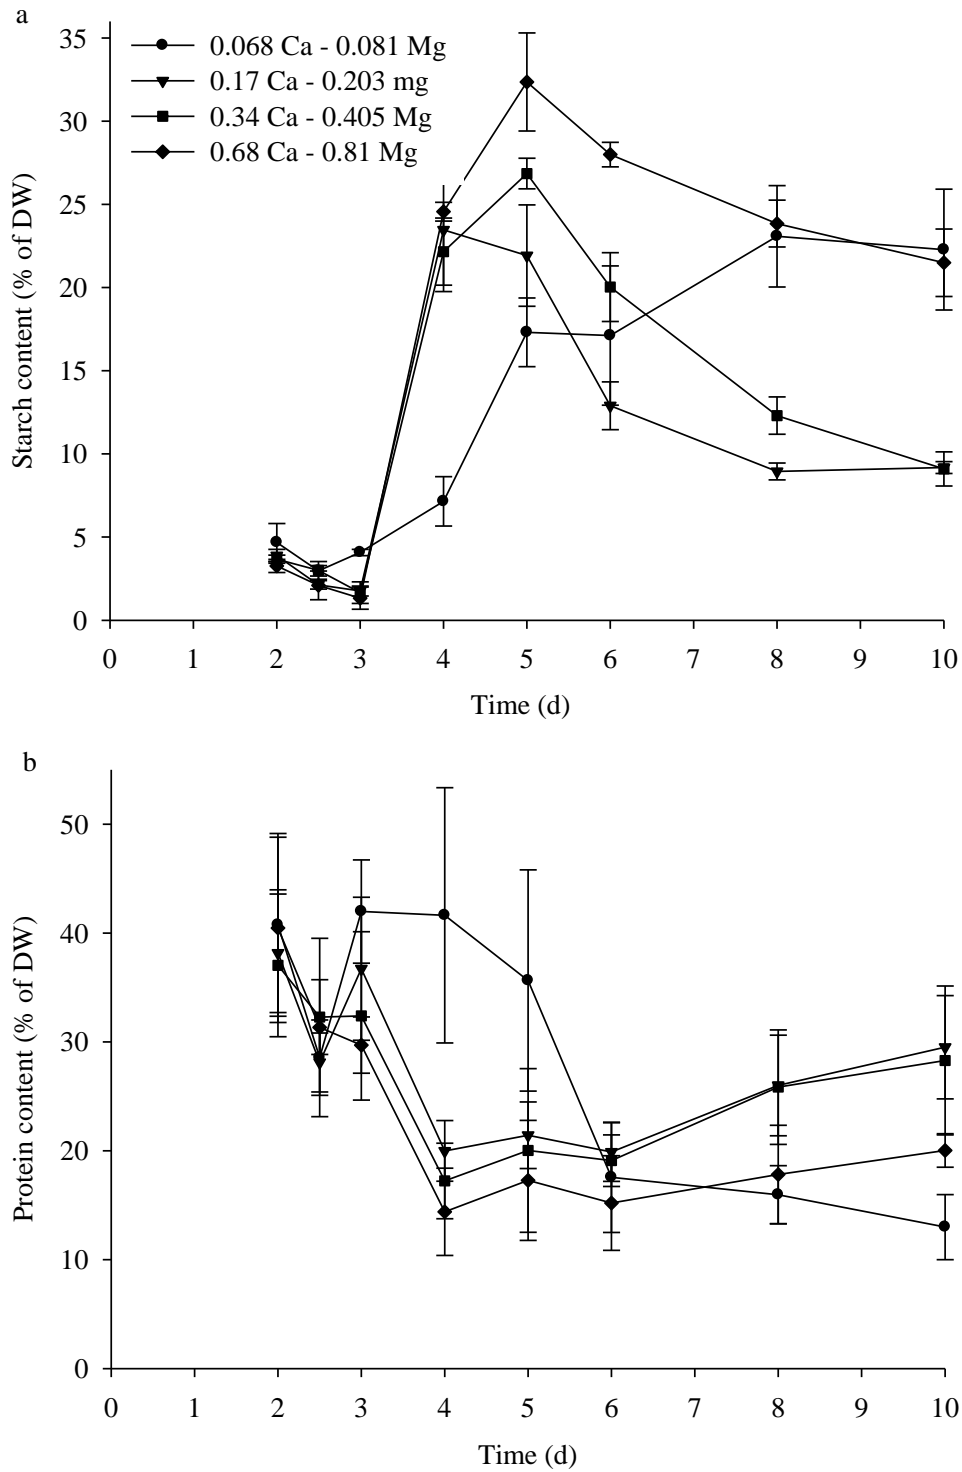 a
0.068 Ca - 0.081 Mg
0.17 Ca - 0.203 mg
0.34 Ca - 0.405 Mg
0.68 Ca - 0.81 Mg
Starch content (% of DW)
35
30
25
20
15
10
5
0
0 1 2 3 4 5 6 7 8 9 10
Time (d)
b
Protein content (% of DW)
50
40
30
20
10
0
0 1 2 3 4 5 6 7 8 9 10
Time (d)